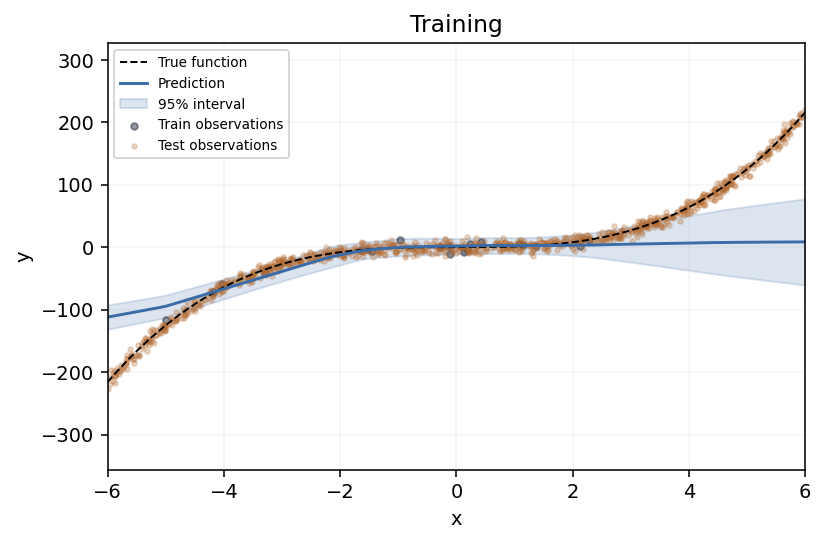 Training
True function
Prediction
95% interval
Train observations
Test observations
300
200
100
0
−100
−200
−300
y
−6
−4
−2
0
2
4
6
x